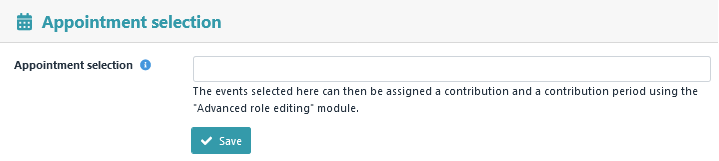 Appointment selection
Appointment selection
The events selected here can then be assigned a contribution and a contribution period using the
"Advanced role editing" module.
Save